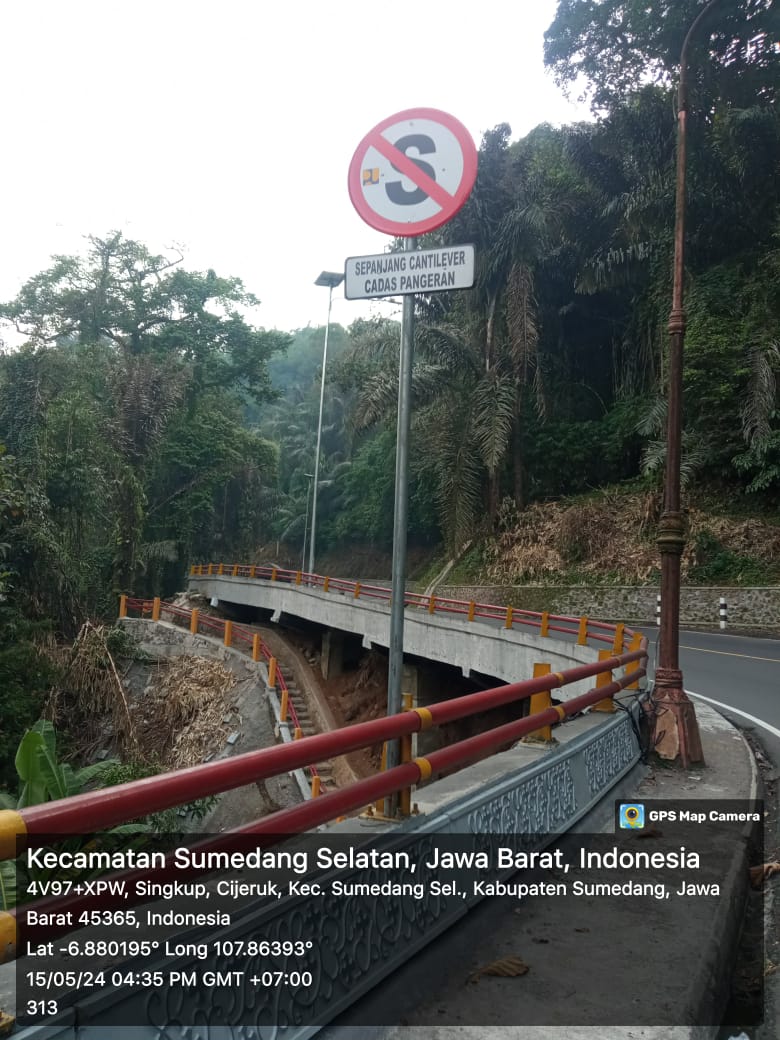 S
SEPANJANG CANTILEVER
CADAS PANGERAN
GPS Map Camera
Kecamatan Sumedang Selatan, Jawa Barat, Indonesia
4V97+XPW, Singkup, Cijeruk, Kec. Sumedang Sel., Kabupaten Sumedang, Jawa
Barat 45365, Indonesia
Lat -6.880195° Long 107.86393°
15/05/24 04:35 PM GMT +07:00
313